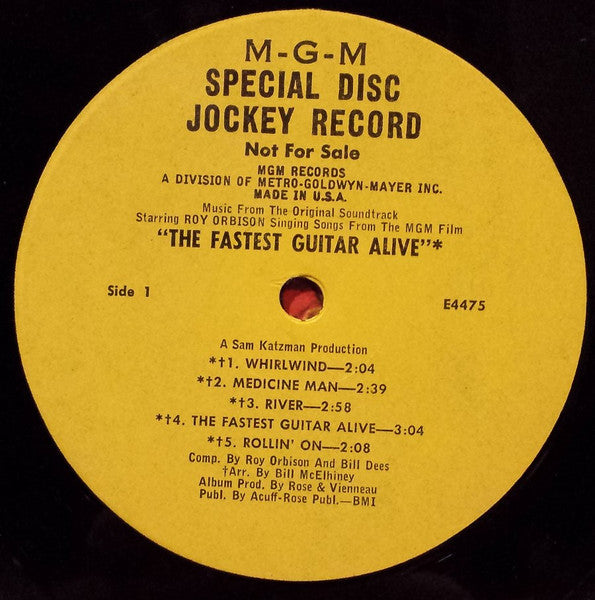 M-G-M
SPECIAL DISC
JOCKEY RECORD
Not For Sale
MGM RECORDS
A DIVISION OF METRO-GOLDWYN-MAYER INC.
MADE IN U.S.A.
Music From The Original Soundtrack
Starring ROY ORBISON Singing Songs From The MGM Film
"THE FASTEST GUITAR ALIVE"*
Side 1
E4475
A Sam Katzman Production
*†1. WHIRLWIND—2:04
*†2. MEDICINE MAN—2:39
*†3. RIVER—2:58
*†4. THE FASTEST GUITAR ALIVE—3:04
*†5. ROLLIN' ON—2:08
Comp. By Roy Orbison And Bill Dees
†Arr. By Bill McElhiney
Album Prod. By Rose & Vienneau
Publ. By Acuff-Rose Publ.—BMI